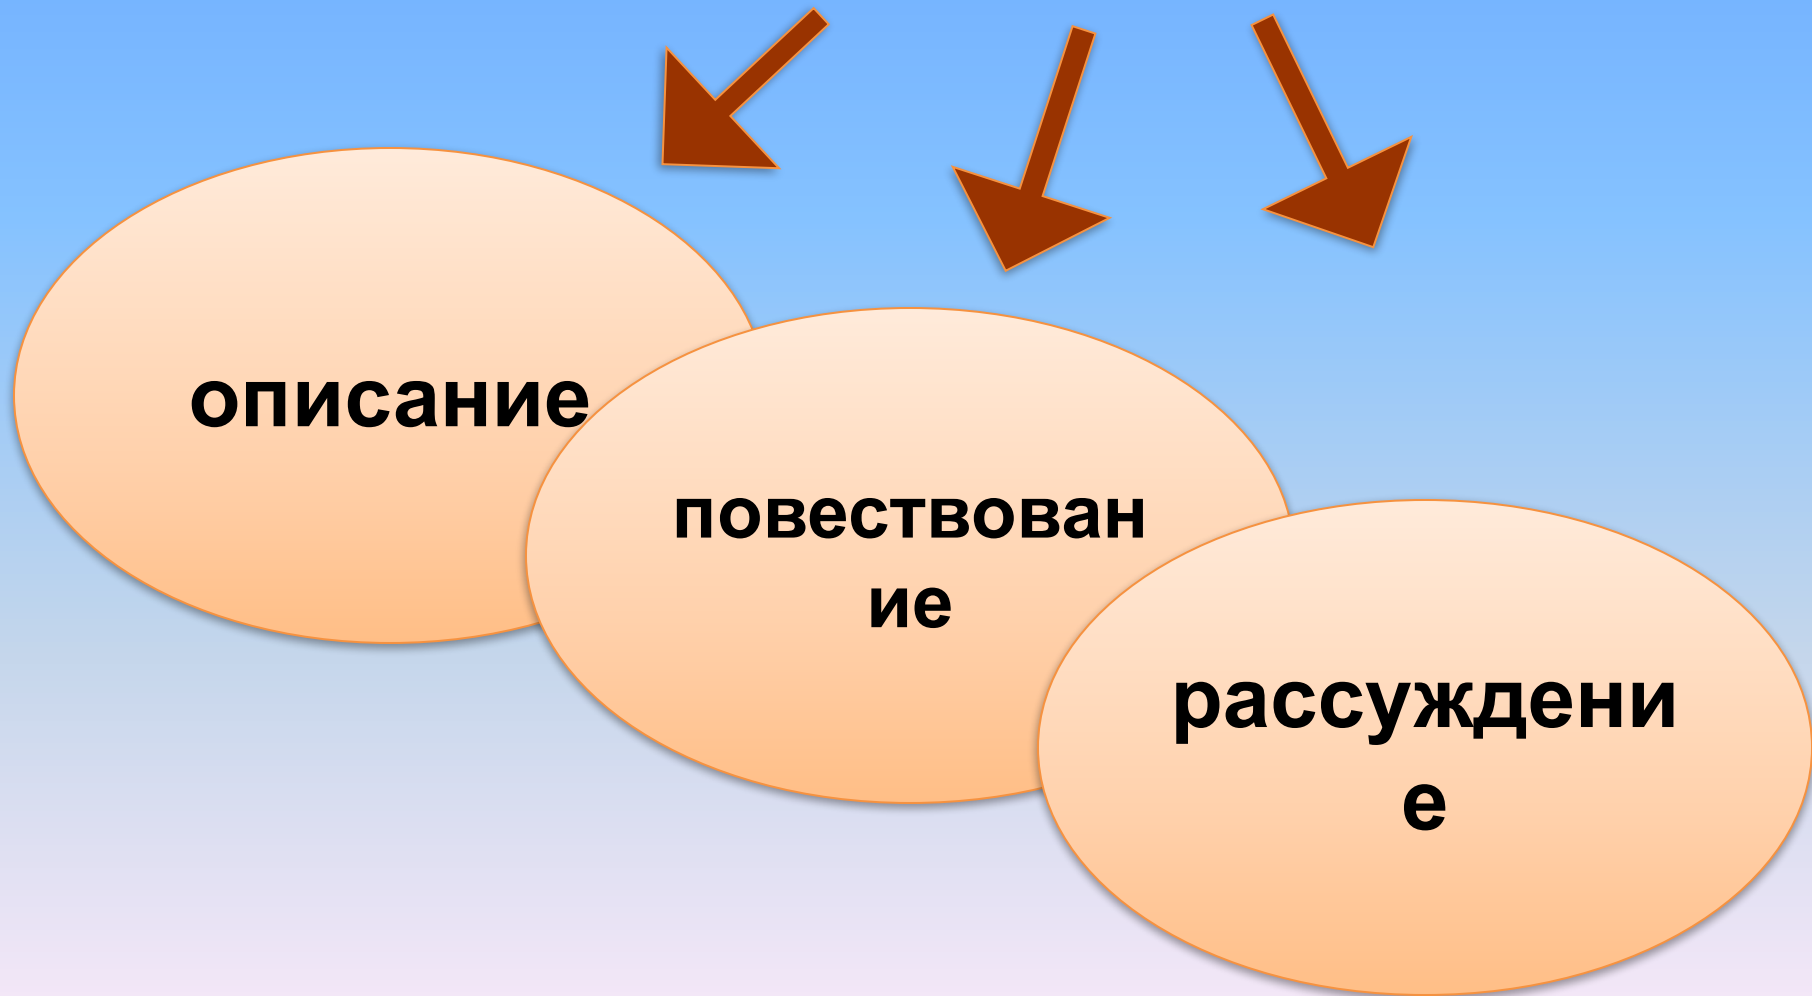 описание
повествован
ие
рассуждени
е